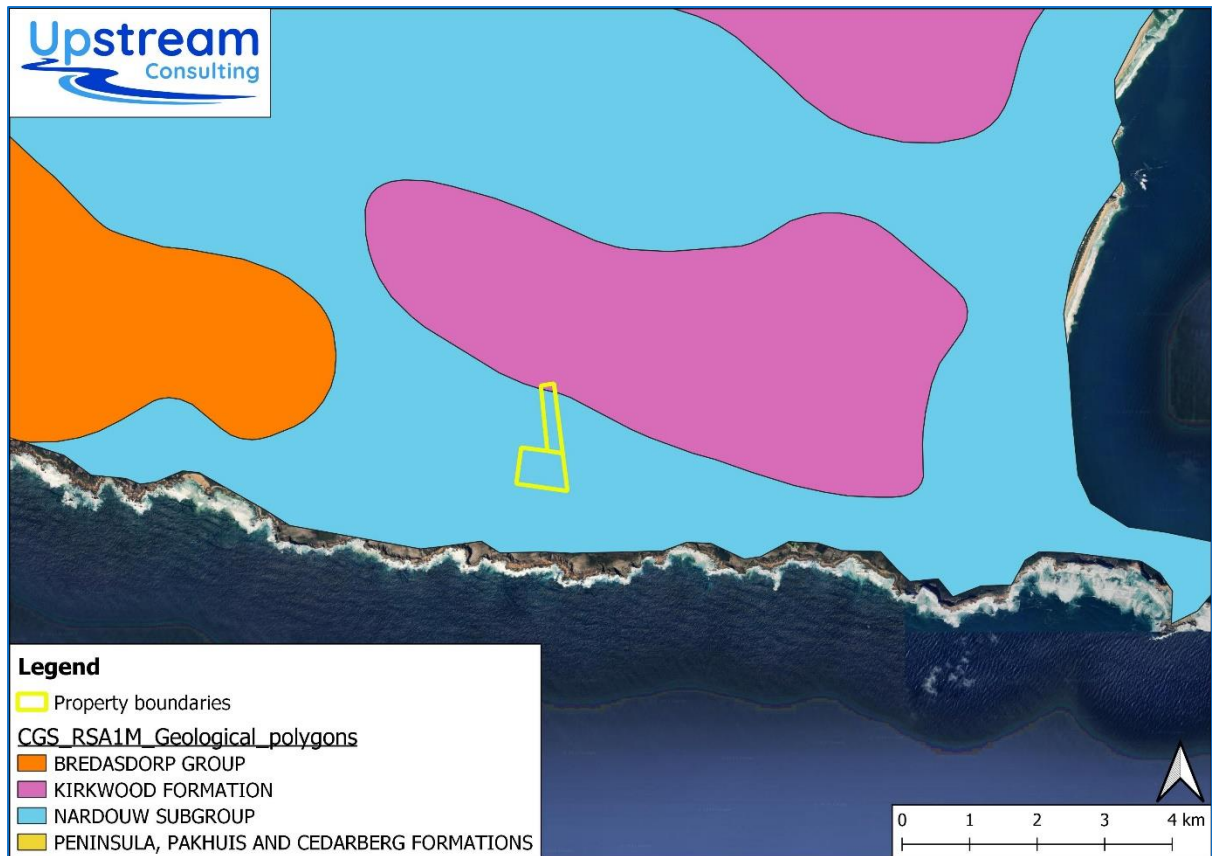 Upstream
Consulting
Legend
Property boundaries
CGS_RSA1M_Geological_polygons
BREDASDORP GROUP
KIRKWOOD FORMATION
NARDOUW SUBGROUP
PENINSULA, PAKHUIS AND CEDARBERG FORMATIONS
0 1 2 3 4 km